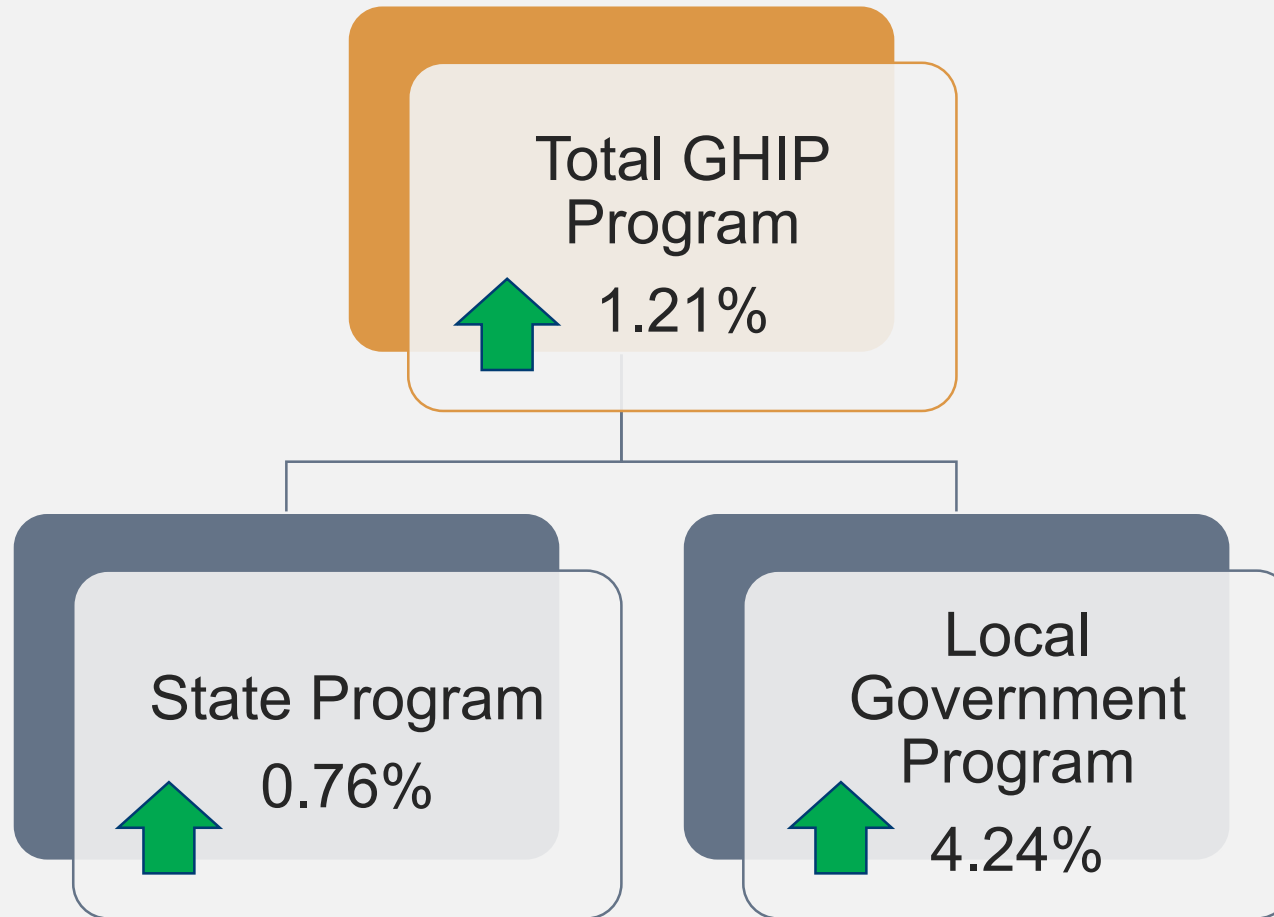 Total GHIP
Program
1.21%
State Program
0.76%
Local
Government
Program
4.24%